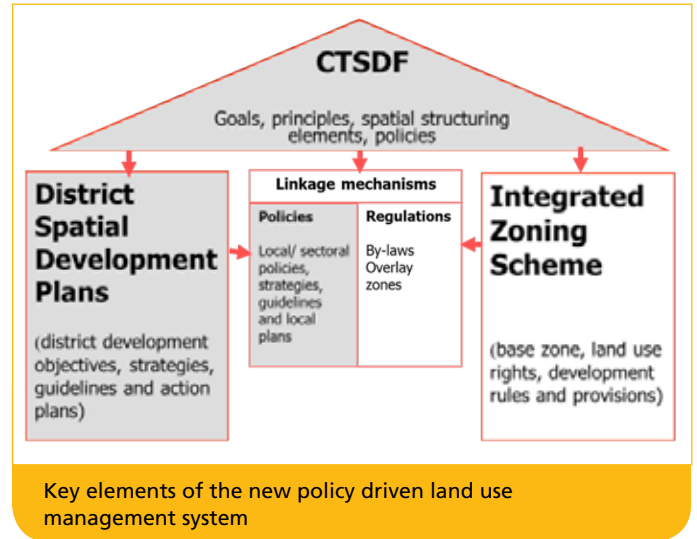 CTSDF
Goals, principles, spatial structuring
elements, policies
District
Spatial
Development
Plans
(district development
objectives, strategies,
guidelines and action
plans)
Linkage mechanisms
Policies
Local/ sectoral
policies,
strategies,
guidelines
and local
plans
Regulations
By-laws
Overlay
zones
Integrated
Zoning
Scheme
(base zone, land use
rights, development
rules and provisions)
Key elements of the new policy driven land use
management system